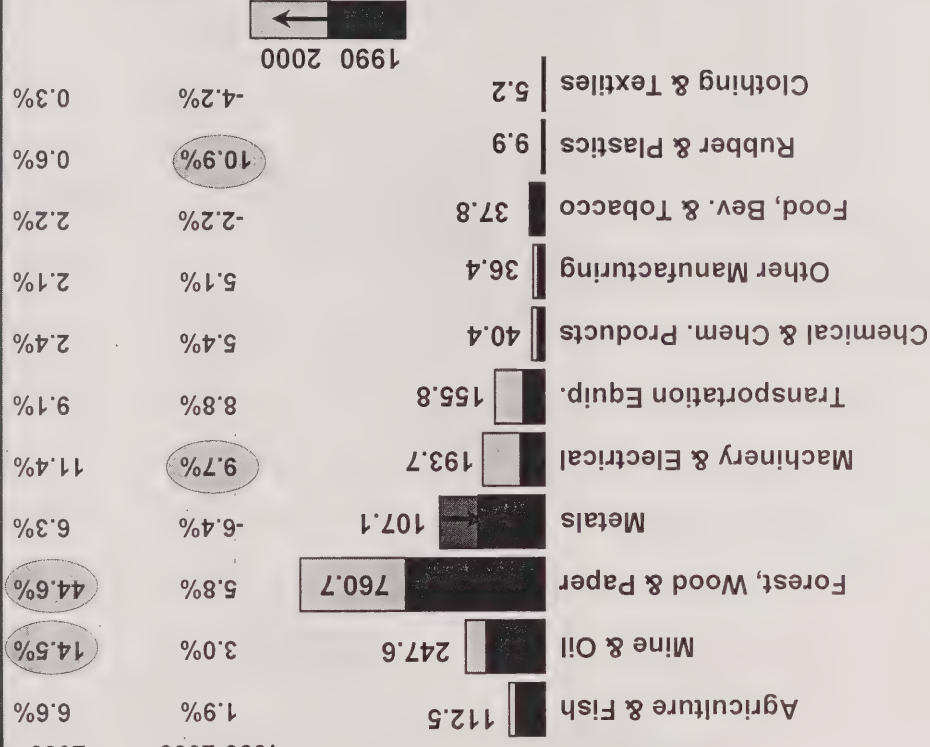 Agriculture & Fish 112.5 1.9% 6.6%
Mine & Oil 247.6 3.0% 14.5%
Forest, Wood & Paper 760.7 5.8% 44.6%
Metals 107.1 -6.4% 6.3%
Machinery & Electrical 193.7 9.7% 11.4%
Transportation Equip. 155.8 8.8% 9.1%
Chemical & Chem. Products 40.4 5.4% 2.4%
Other Manufacturing 36.4 5.1% 2.1%
Food, Bev. & Tobacco 37.8 -2.2% 2.2%
Rubber & Plastics 9.9 10.9% 0.6%
Clothing & Textiles 5.2 -4.2% 0.3%
1990 2000